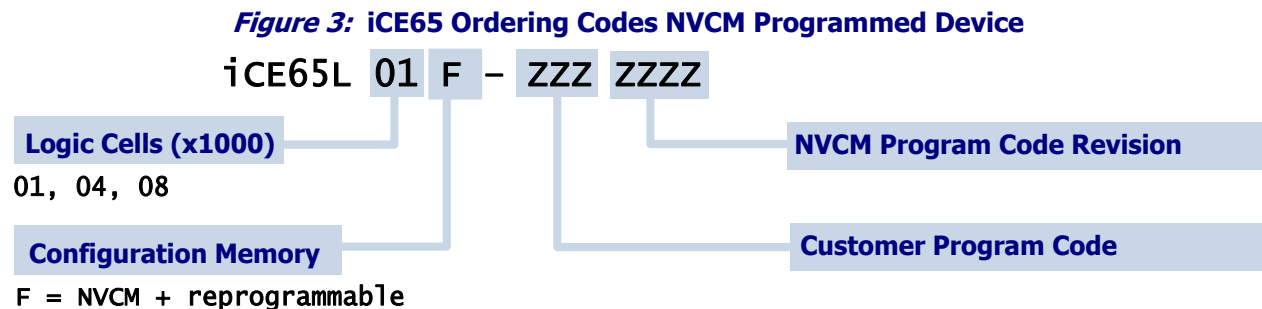 Figure 3: iCE65 Ordering Codes NVCM Programmed Device
iCE65L 01 F - ZZZ ZZZZ
Logic Cells (x1000)
NVCM Program Code Revision
01, 04, 08
Configuration Memory
Customer Program Code
F = NVCM + reprogrammable